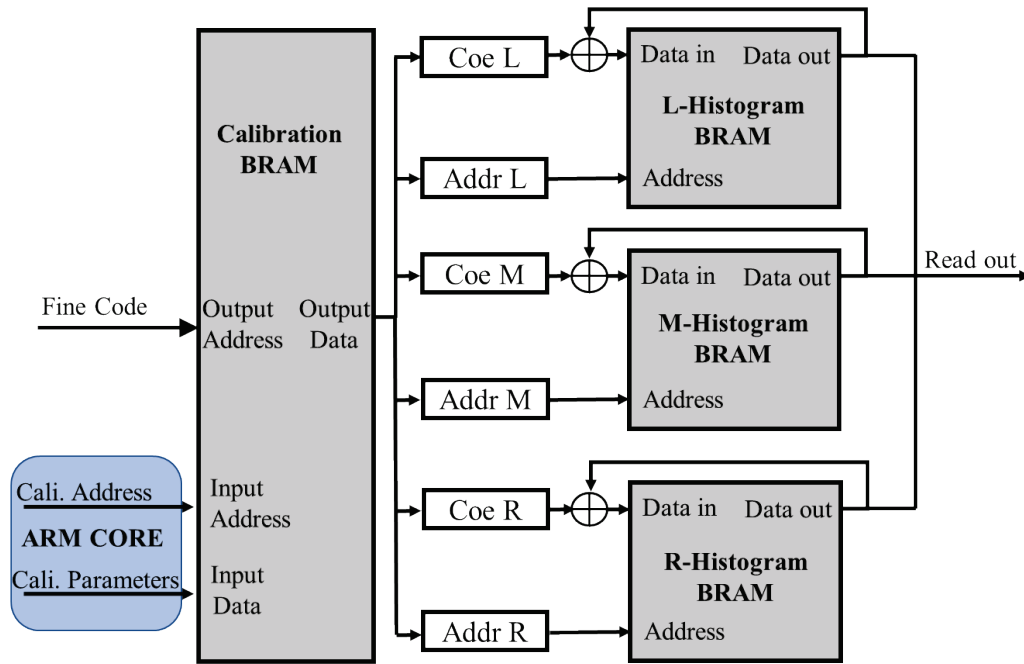 Fine Code
Cali. Address
ARM CORE
Cali. Parameters
Calibration
BRAM
Output
Address
Output
Data
Input
Address
Input
Data
Coe L
Addr L
Coe M
Addr M
Coe R
Addr R
Data in
Data out
L-Histogram
BRAM
Address
Data in
Data out
M-Histogram
BRAM
Address
Data in
Data out
R-Histogram
BRAM
Address
Read out